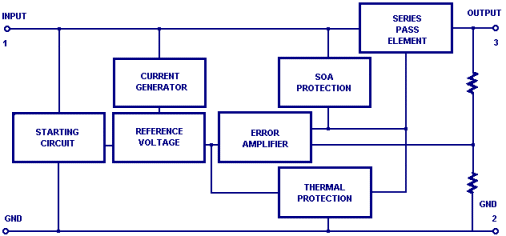 INPUT
1
SERIES
PASS
ELEMENT
OUTPUT
3
CURRENT
GENERATOR
SOA
PROTECTION
STARTING
CIRCUIT
REFERENCE
VOLTAGE
ERROR
AMPLIFIER
THERMAL
PROTECTION
GND
GND
2